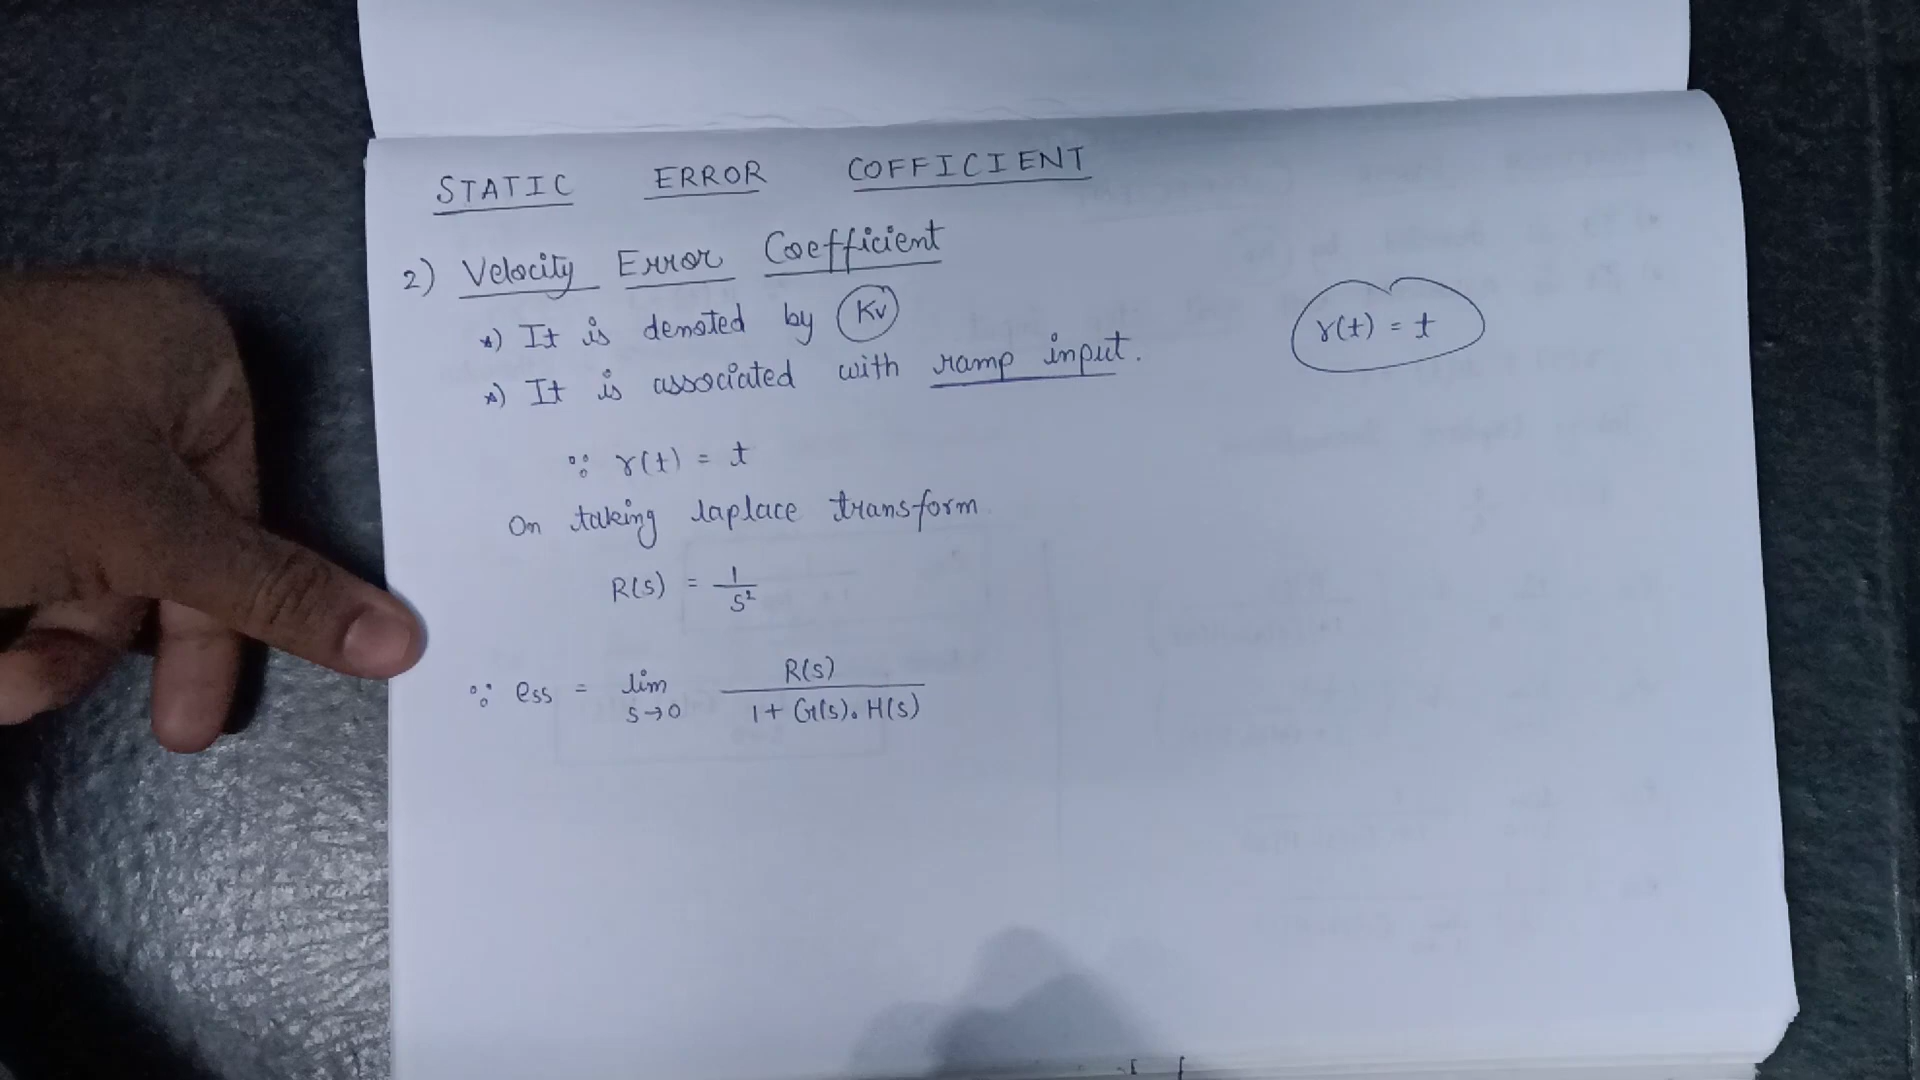 STATIC ERROR COFFICIENT
2) Velocity Error Coefficient
*) It is denoted by Kv
*) It is associated with ramp input.
r(t) = t
∵ r(t) = t
On taking laplace transform
R(s) = 1/s²
∵ ess = lim s→0 R(s)/(1 + G(s). H(s))